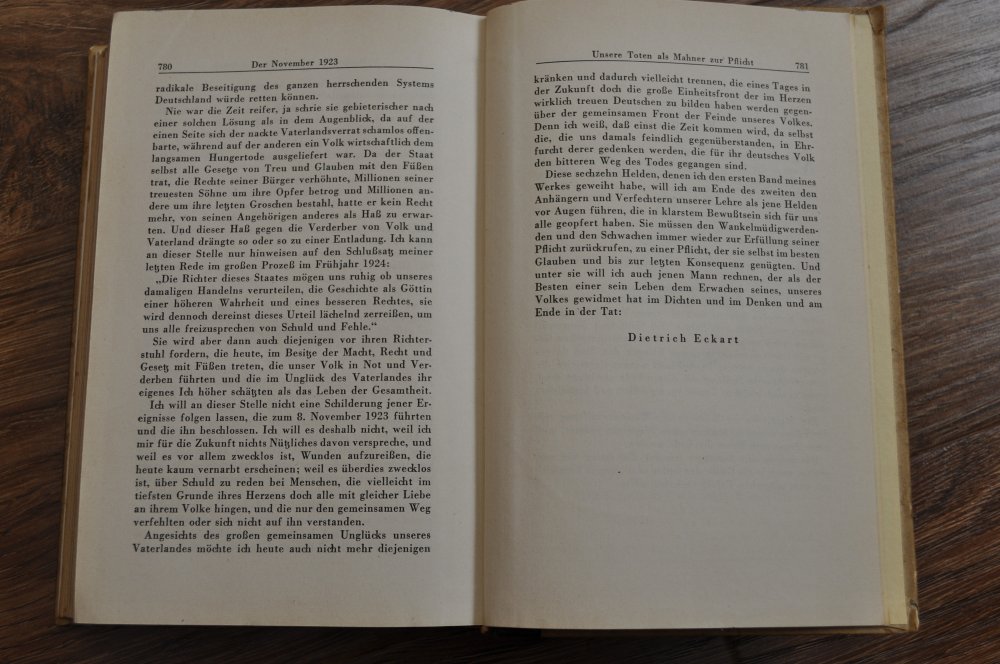 780 Der November 1923
radikale Beseitigung des ganzen herrschenden Systems
Deutschland würde retten können.
Nie war die Zeit reifer, ja schrie sie gebieterischer nach
einer solchen Lösung als in dem Augenblick, da auf der
einen Seite sich der nackte Vaterlandsverrat schamlos offen-
barte, während auf der anderen ein Volk wirtschaftlich dem
langsamen Hungertode ausgeliefert war. Da der Staat
selbst alle Gesetze von Treu und Glauben mit den Füßen
trat, die Rechte seiner Bürger verhöhnte, Millionen seiner
treuesten Söhne um ihre Opfer betrog und Millionen an-
dere um ihre letzten Groschen bestahl, hatte er kein Recht
mehr, von seinen Angehörigen anderes als Haß zu erwar-
ten. Und dieser Haß gegen die Verderber von Volk und
Vaterland drängte so oder so zu einer Entladung. Ich kann
an dieser Stelle nur hinweisen auf den Schlußsatz meiner
letzten Rede im großen Prozeß im Frühjahr 1924:
„Die Richter dieses Staates mögen uns ruhig ob unseres
damaligen Handelns verurteilen, die Geschichte als Göttin
einer höheren Wahrheit und eines besseren Rechtes, sie
wird dennoch dereinst dieses Urteil lächelnd zerreißen, um
uns alle freizusprechen von Schuld und Fehle.“
Sie wird aber dann auch diejenigen vor ihren Richter-
stuhl fordern, die heute, im Besitze der Macht, Recht und
Gesetz mit Füßen treten, die unser Volk in Not und Ver-
derben führten und die im Unglück des Vaterlandes ihr
eigenes Ich höher schätzten als das Leben der Gesamtheit.
Ich will an dieser Stelle nicht eine Schilderung jener Er-
eignisse folgen lassen, die zum 8. November 1923 führten
und die ihn beschlossen. Ich will es deshalb nicht, weil ich
mir für die Zukunft nichts Nützliches davon verspreche, und
weil es vor allem zwecklos ist, Wunden aufzureißen, die
heute kaum vernarbt erscheinen; weil es überdies zwecklos
ist, über Schuld zu reden bei Menschen, die vielleicht im
tiefsten Grunde ihres Herzens doch alle mit gleicher Liebe
an ihrem Volke hingen, und die nur den gemeinsamen Weg
verfehlten oder sich nicht auf ihn verstanden.
Angesichts des großen gemeinsamen Unglücks unseres
Vaterlandes möchte ich heute auch nicht mehr diejenigen
Unsere Toten als Mahner zur Pflicht 781
kränken und dadurch vielleicht trennen, die eines Tages in
der Zukunft doch die große Einheitsfront der im Herzen
wirklich treuen Deutschen zu bilden haben werden gegen-
über der gemeinsamen Front der Feinde unseres Volkes.
Denn ich weiß, daß einst die Zeit kommen wird, da selbst
die, die uns damals feindlich gegenüberstanden, in Ehr-
furcht derer gedenken werden, die für ihr deutsches Volk
den bitteren Weg des Todes gegangen sind.
Diese sechzehn Helden, denen ich den ersten Band meines
Werkes geweiht habe, will ich am Ende des zweiten den
Anhängern und Verfechtern unserer Lehre als jene Helden
vor Augen führen, die in klarstem Bewußtsein sich für uns
alle geopfert haben. Sie müssen den Wankelmütigwerden-
den und den Schwachen immer wieder zur Erfüllung seiner
Pflicht zurückrufen, zu einer Pflicht, der sie selbst im besten
Glauben und bis zur letzten Konsequenz genügten. Und
unter sie will ich auch jenen Mann rechnen, der als der
Besten einer sein Leben dem Erwachen seines, unseres
Volkes gewidmet hat im Dichten und im Denken und am
Ende in der Tat:
Dietrich Eckart